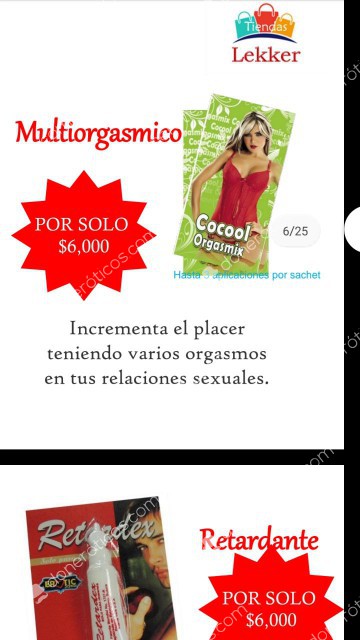 Tiendas
Lekker
Multiorgasmico
POR SOLO
$6,000
Cocool
Orgasmix
6/25
Hasta 3 aplicaciones por sachet
Incrementa el placer
teniendo varios orgasmos
en tus relaciones sexuales.
Retardex
Retardante
POR SOLO
$6,000